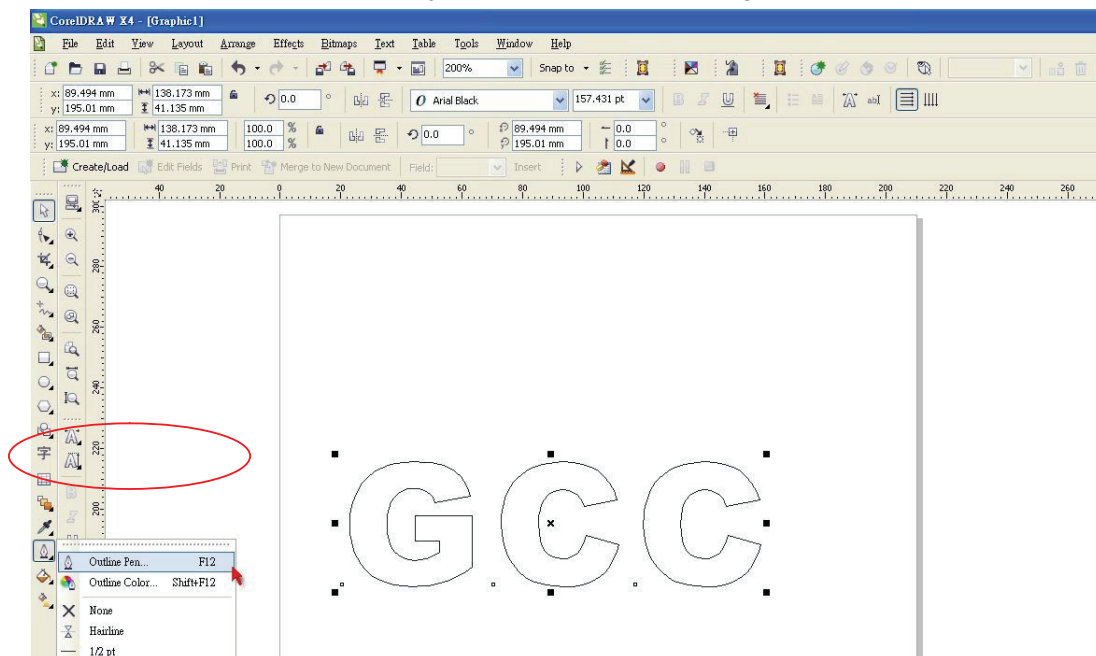 CorelDRAW X4 - [Graphic1]
File Edit View Layout Arrange Effects Bitmaps Text Table Tools Window Help
200% Snap to
x: 89.494 mm 138.173 mm 0.0 ° O Arial Black 157.431 pt B U A abI
y: 195.01 mm 41.135 mm
x: 89.494 mm 138.173 mm 100.0 % 0.0 ° 89.494 mm 0.0 °
y: 195.01 mm 41.135 mm 100.0 % 195.01 mm 0.0 °
Create/Load Edit Fields Print Merge to New Document Field: Insert
40 20 0 20 40 60 80 100 120 140 160 180 200 220 240 260
300
280
260
240
220
字
200
GCC
Outline Pen... F12
Outline Color... Shift+F12
None
Hairline
1/2 pt